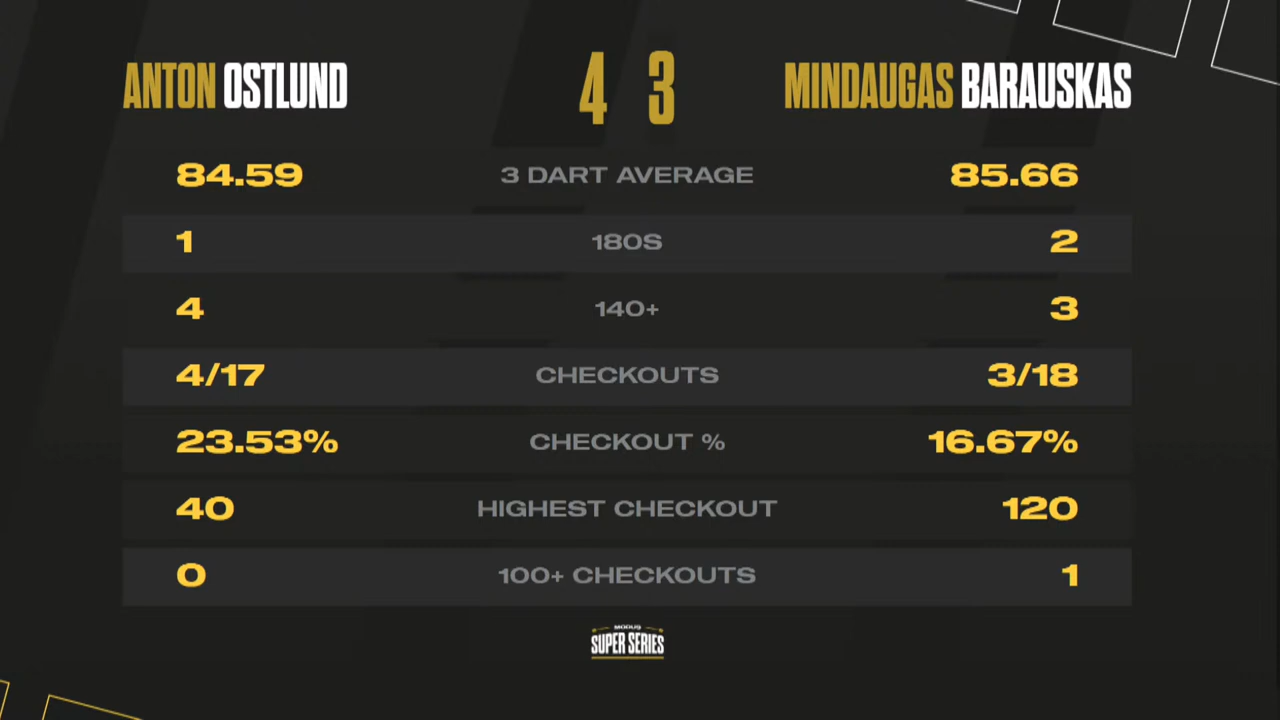 ANTON OSTLUND 4 3 MINDAUGAS BARAUSKAS
84.59 3 DART AVERAGE 85.66
1 180S 2
4 140+ 3
4/17 CHECKOUTS 3/18
23.53% CHECKOUT % 16.67%
40 HIGHEST CHECKOUT 120
0 100+ CHECKOUTS 1
MODUS
SUPER SERIES